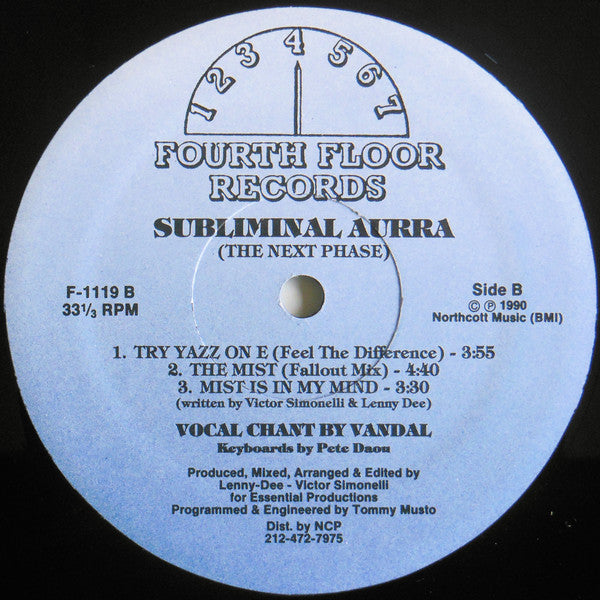 1 2 3 4 5 6 7
FOURTH FLOOR
RECORDS
SUBLIMINAL AURRA
(THE NEXT PHASE)
F-1119 B
33 1/3 RPM
Side B
© ℗ 1990
Northcott Music (BMI)
1. TRY YAZZ ON E (Feel The Difference) - 3:55
2. THE MIST (Fallout Mix) - 4:40
3. MIST IS IN MY MIND - 3:30
(written by Victor Simonelli & Lenny Dee)
VOCAL CHANT BY VANDAL
Keyboards by Pete Daou
Produced, Mixed, Arranged & Edited by
Lenny-Dee - Victor Simonelli
for Essential Productions
Programmed & Engineered by Tommy Musto
Dist. by NCP
212-472-7975